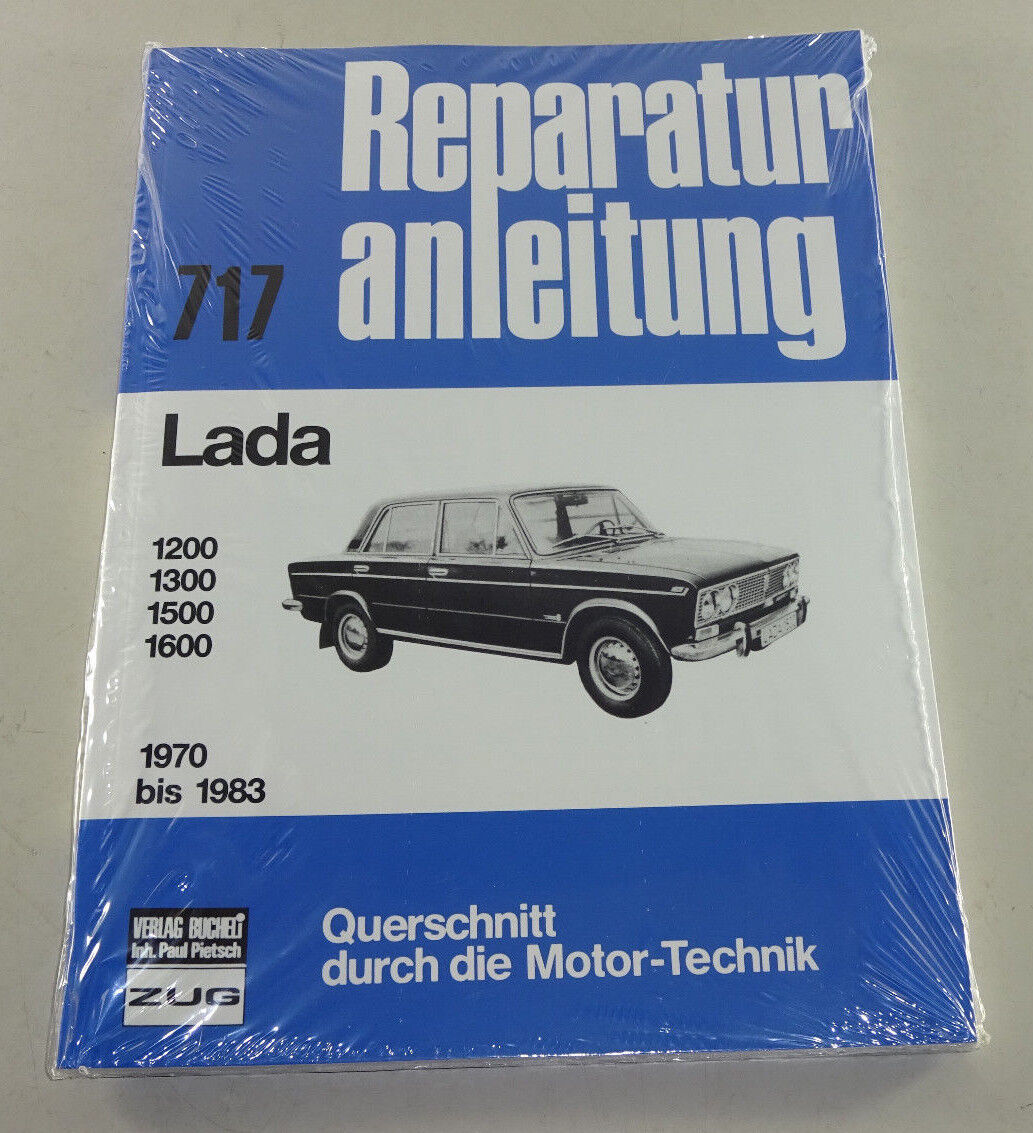 Reparatur
anleitung
717
Lada
1200
1300
1500
1600
1970
bis 1983
VERLAG BUCHELI
Inh. Paul Pietsch
ZUG
Querschnitt
durch die Motor-Technik